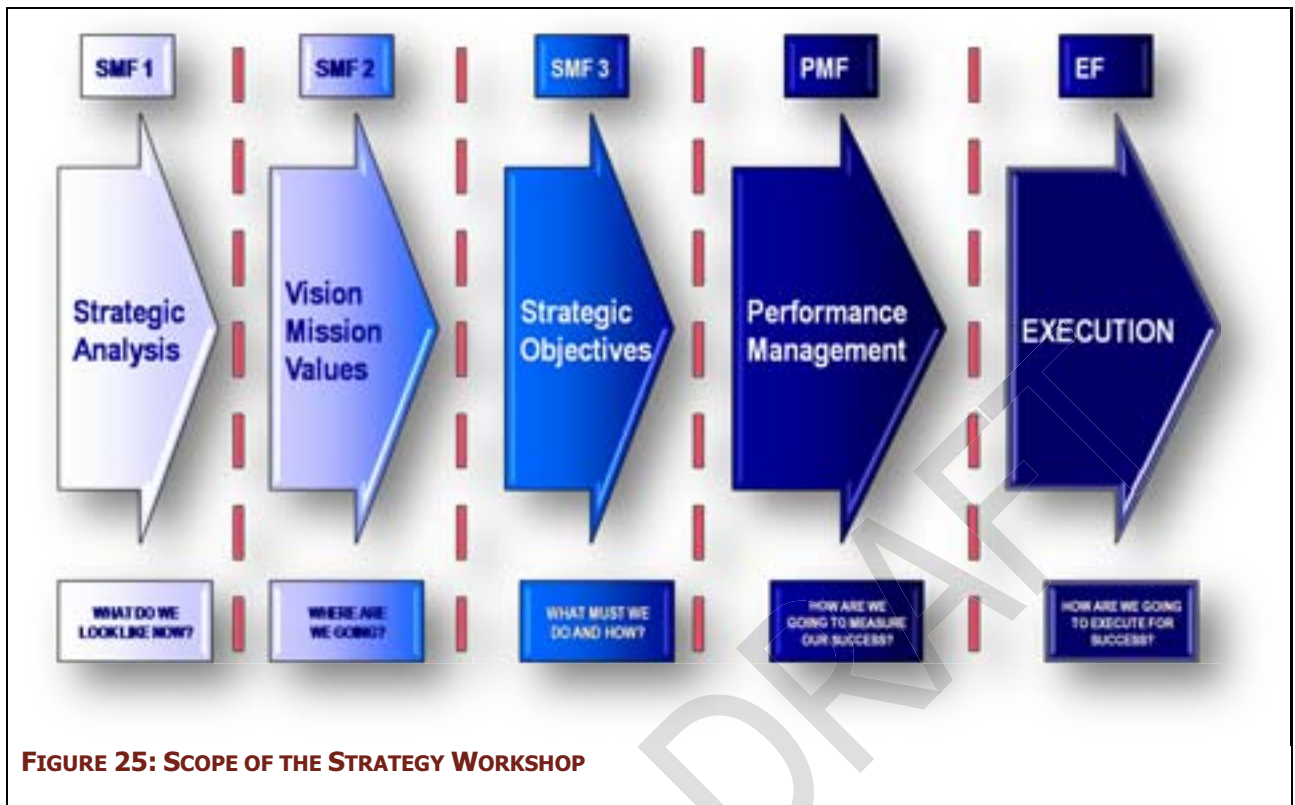 SMF 1
SMF 2
SMF 3
PMF
EF
Strategic
Analysis
Vision
Mission
Values
Strategic
Objectives
Performance
Management
EXECUTION
WHAT DO WE
LOOK LIKE NOW?
WHERE ARE
WE GOING?
WHAT MUST WE
DO AND HOW?
HOW ARE WE
GOING TO MEASURE
OUR SUCCESS?
HOW ARE WE GOING
TO EXECUTE FOR
SUCCESS?
DRAFT
FIGURE 25: SCOPE OF THE STRATEGY WORKSHOP